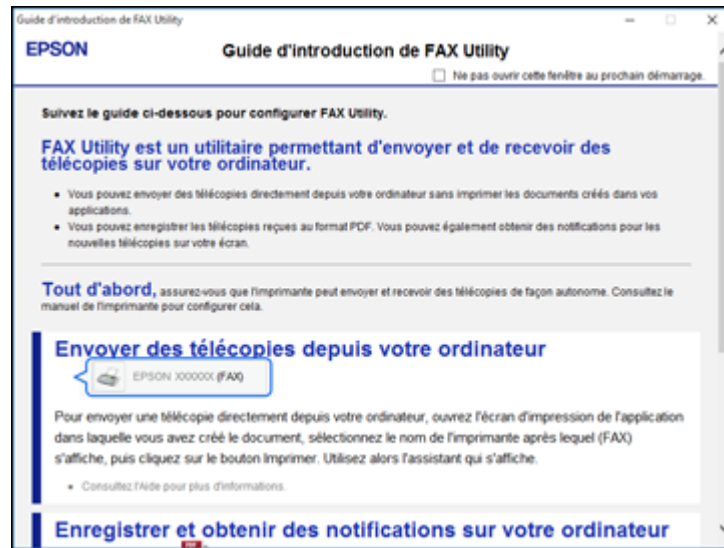 Guide d'introduction de FAX Utility
EPSON
Guide d'introduction de FAX Utility
Ne pas ouvrir cette fenêtre au prochain démarrage.
Suivez le guide ci-dessous pour configurer FAX Utility.
FAX Utility est un utilitaire permettant d'envoyer et de recevoir des
télécopies sur votre ordinateur.
• Vous pouvez envoyer des télécopies directement depuis votre ordinateur sans imprimer les documents créés dans vos
applications.
• Vous pouvez enregistrer les télécopies reçues au format PDF. Vous pouvez également obtenir des notifications pour les
nouvelles télécopies sur votre écran.
Tout d'abord, assurez-vous que l'imprimante peut envoyer et recevoir des télécopies de façon autonome. Consultez le
manuel de l'imprimante pour configurer cela.
Envoyer des télécopies depuis votre ordinateur
EPSON XXXXXX (FAX)
Pour envoyer une télécopie directement depuis votre ordinateur, ouvrez l'écran d'impression de l'application
dans laquelle vous avez créé le document, sélectionnez le nom de l'imprimante après lequel (FAX)
s'affiche, puis cliquez sur le bouton Imprimer. Utilisez alors l'assistant qui s'affiche.
• Consultez l'Aide pour plus d'informations.
Enregistrer et obtenir des notifications sur votre ordinateur
PDF